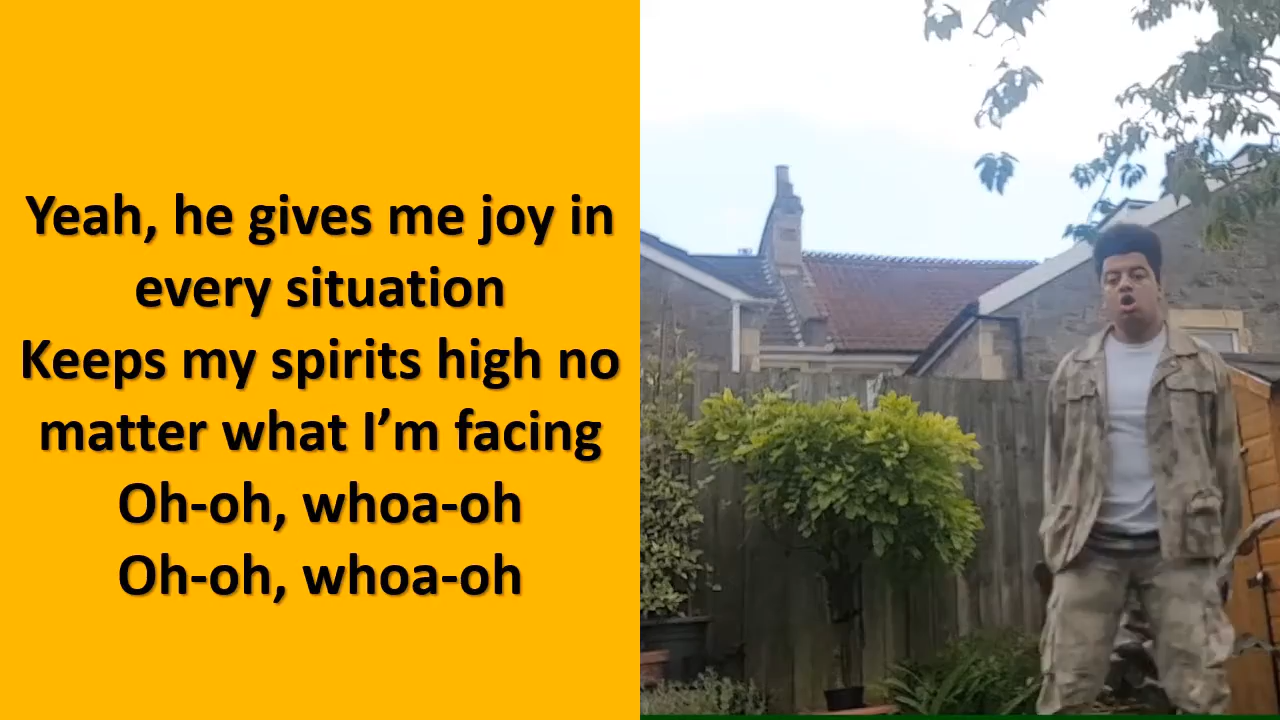 Yeah, he gives me joy in
every situation
Keeps my spirits high no
matter what I’m facing
Oh-oh, whoa-oh
Oh-oh, whoa-oh